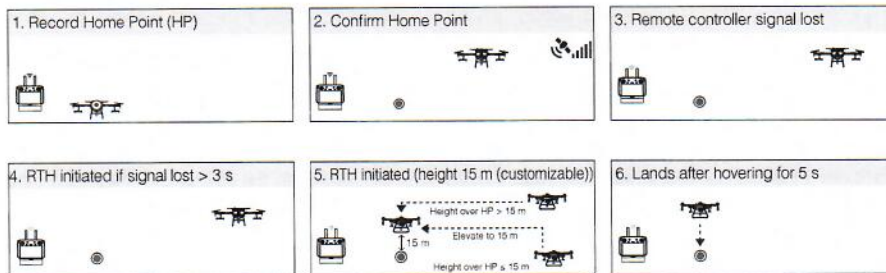 1. Record Home Point (HP)
2. Confirm Home Point
3. Remote controller signal lost
4. RTH initiated if signal lost > 3 s
5. RTH initiated (height 15 m (customizable))
Height over HP > 15 m
Elevate to 15 m
15 m
Height over HP ≤ 15 m
6. Lands after hovering for 5 s